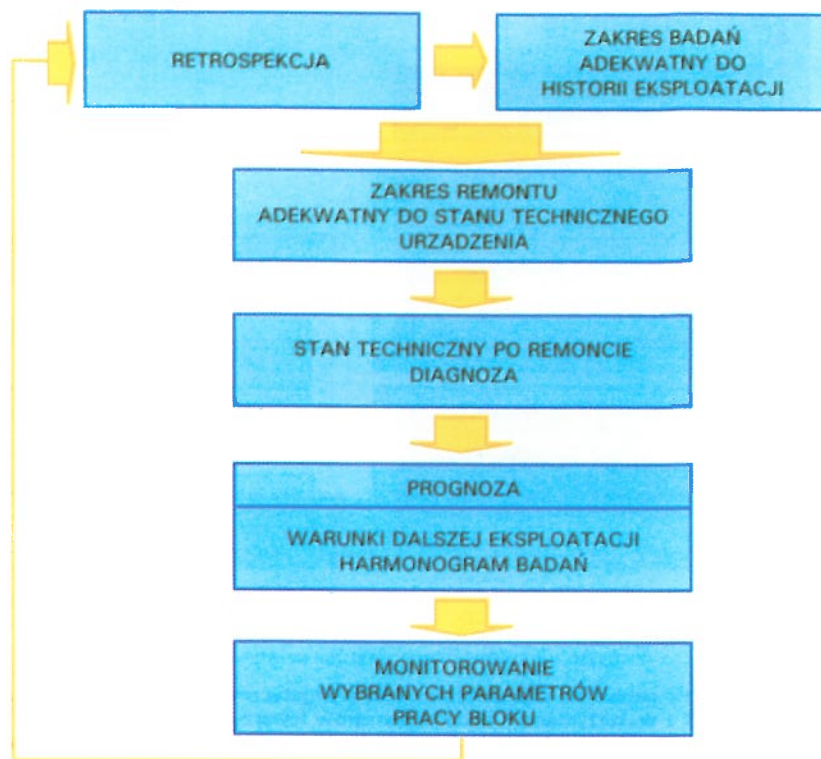 RETROSPEKCJA
ZAKRES BADAŃ
ADEKWATNY DO
HISTORII EKSPLOATACJI
ZAKRES REMONTU
ADEKWATNY DO STANU TECHNICZNEGO
URZĄDZENIA
STAN TECHNICZNY PO REMONCIE
DIAGNOZA
PROGNOZA
WARUNKI DALSZEJ EKSPLOATACJI
HARMONOGRAM BADAŃ
MONITOROWANIE
WYBRANYCH PARAMETRÓW
PRACY BLOKU